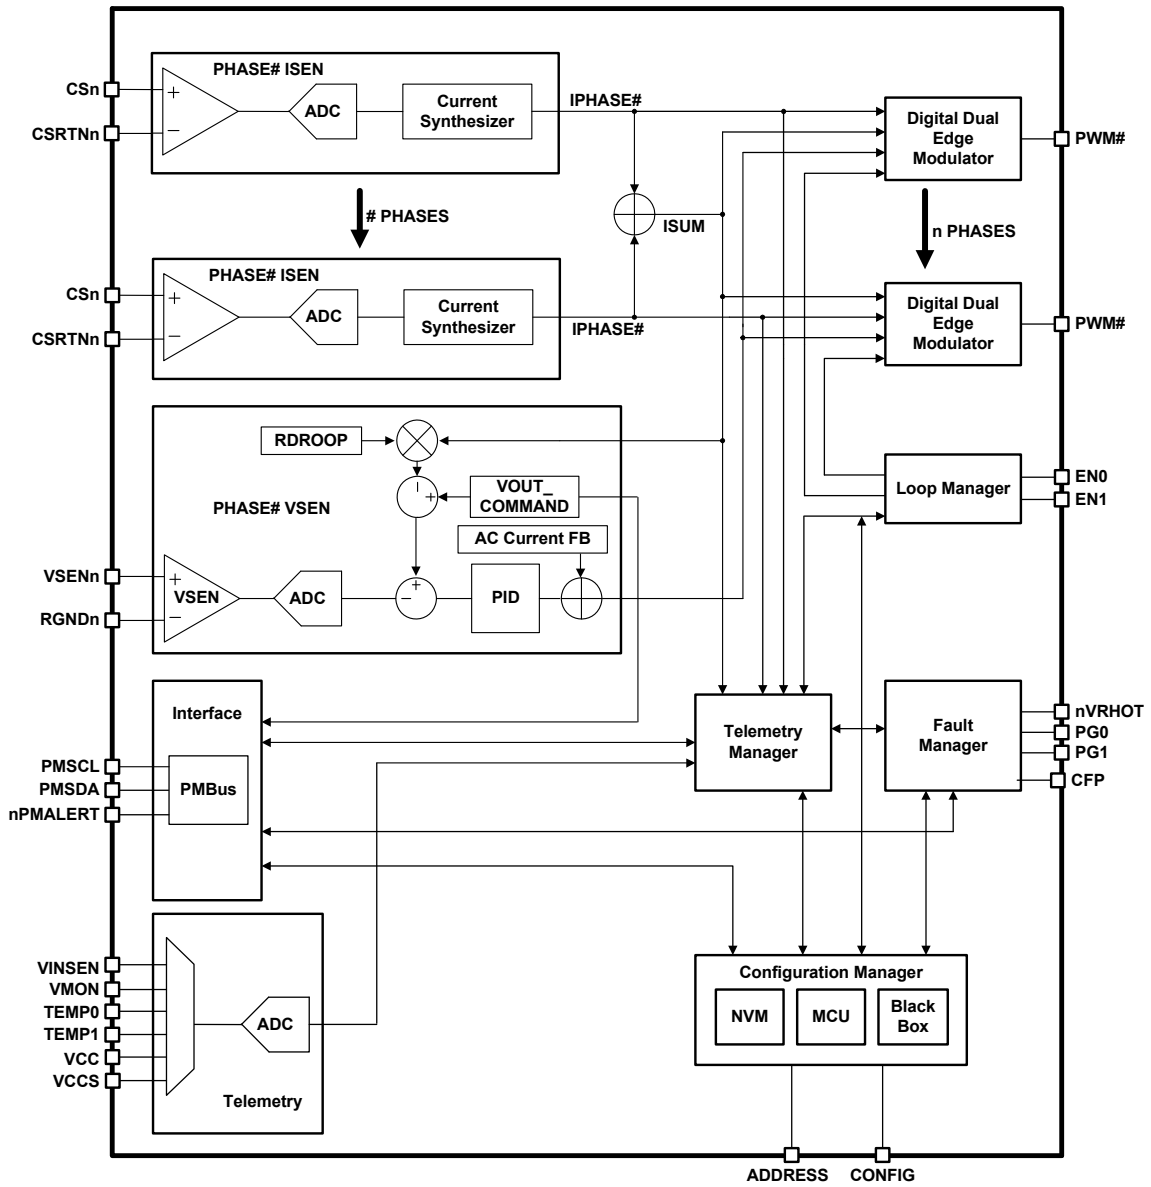 PHASE# ISEN
CSn
+
ADC
Current
Synthesizer
IPHASE#
CSRTNn
−
Digital Dual
Edge
Modulator
PWM#
# PHASES
ISUM
n PHASES
PHASE# ISEN
CSn
+
ADC
Current
Synthesizer
IPHASE#
CSRTNn
−
Digital Dual
Edge
Modulator
PWM#
RDROOP
−
+
VOUT_
COMMAND
PHASE# VSEN
AC Current FB
VSENn
+
VSEN
−
RGNDn
ADC
+
−
PID
Loop Manager
EN0
EN1
Interface
PMSCL
PMSDA
nPMALERT
PMBus
Telemetry
Manager
Fault
Manager
nVRHOT
PG0
PG1
CFP
VINSEN
VMON
TEMP0
TEMP1
VCC
VCCS
ADC
Telemetry
Configuration Manager
NVM
MCU
Black
Box
ADDRESS
CONFIG